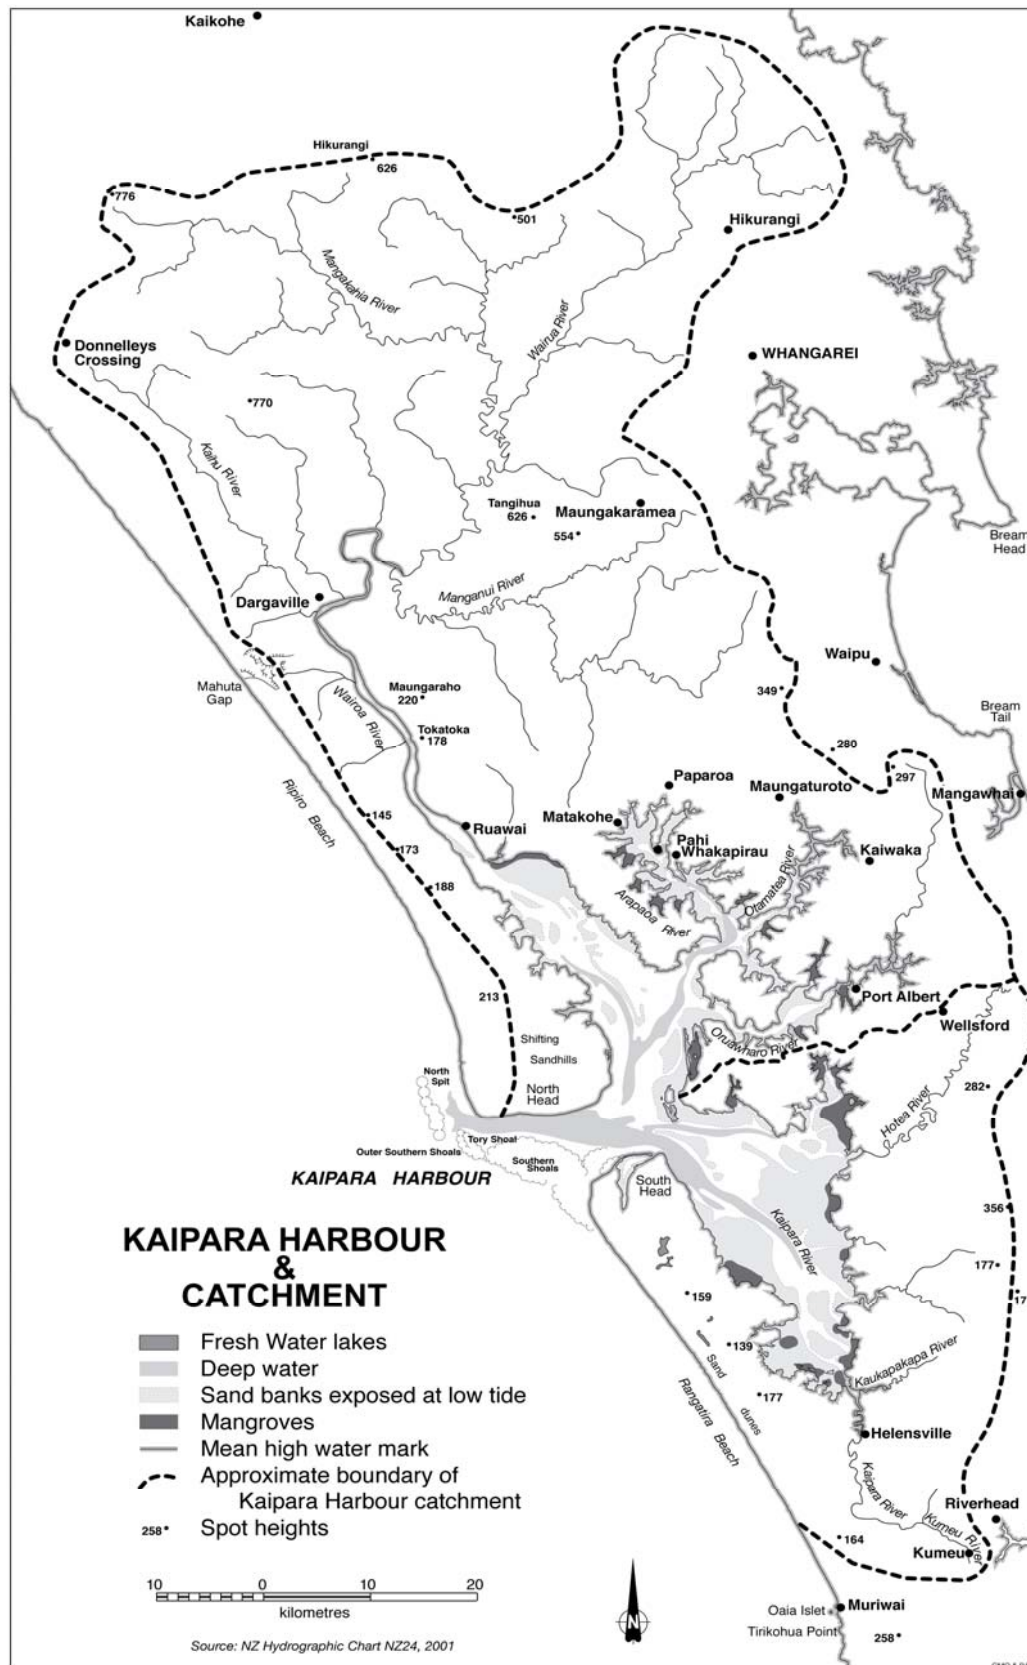 Kaikohe
Hikurangi
626
776
501
Hikurangi
Mangakahia River
Wairua River
Donnelleys
Crossing
WHANGAREI
770
Kaihu River
Tangihua
626
Maungakaramea
554
Bream
Head
Manganui River
Dargaville
Waipu
Mahuta
Gap
Maungaraho
220
349
Wairoa River
Bream
Tail
Tokatoka
178
280
297
Paparoa
Maungaturoto
Mangawhai
Ripiro Beach
145
Ruawai
Matakohe
Pahi
Whakapirau
Kaiwaka
173
188
Arapaoa River
Otamatea River
213
Port Albert
Wellsford
Oruawharo River
Shifting
Sandhills
North
Spit
North
Head
282
Hotea River
Tory Shoal
Outer Southern Shoals
Southern
Shoals
KAIPARA HARBOUR
South
Head
356
Kaipara River
177
17
159
139
Sand
dunes
177
Rangatira Beach
Kaukapakapa River
Helensville
Kaipara River
Kumeu River
Riverhead
164
Kumeu
Muriwai
Oaia Islet
Tirikohua Point
258
KAIPARA HARBOUR
&
CATCHMENT
Fresh Water lakes
Deep water
Sand banks exposed at low tide
Mangroves
Mean high water mark
Approximate boundary of
Kaipara Harbour catchment
258 Spot heights
10 0 10 20
kilometres
N
Source: NZ Hydrographic Chart NZ24, 2001